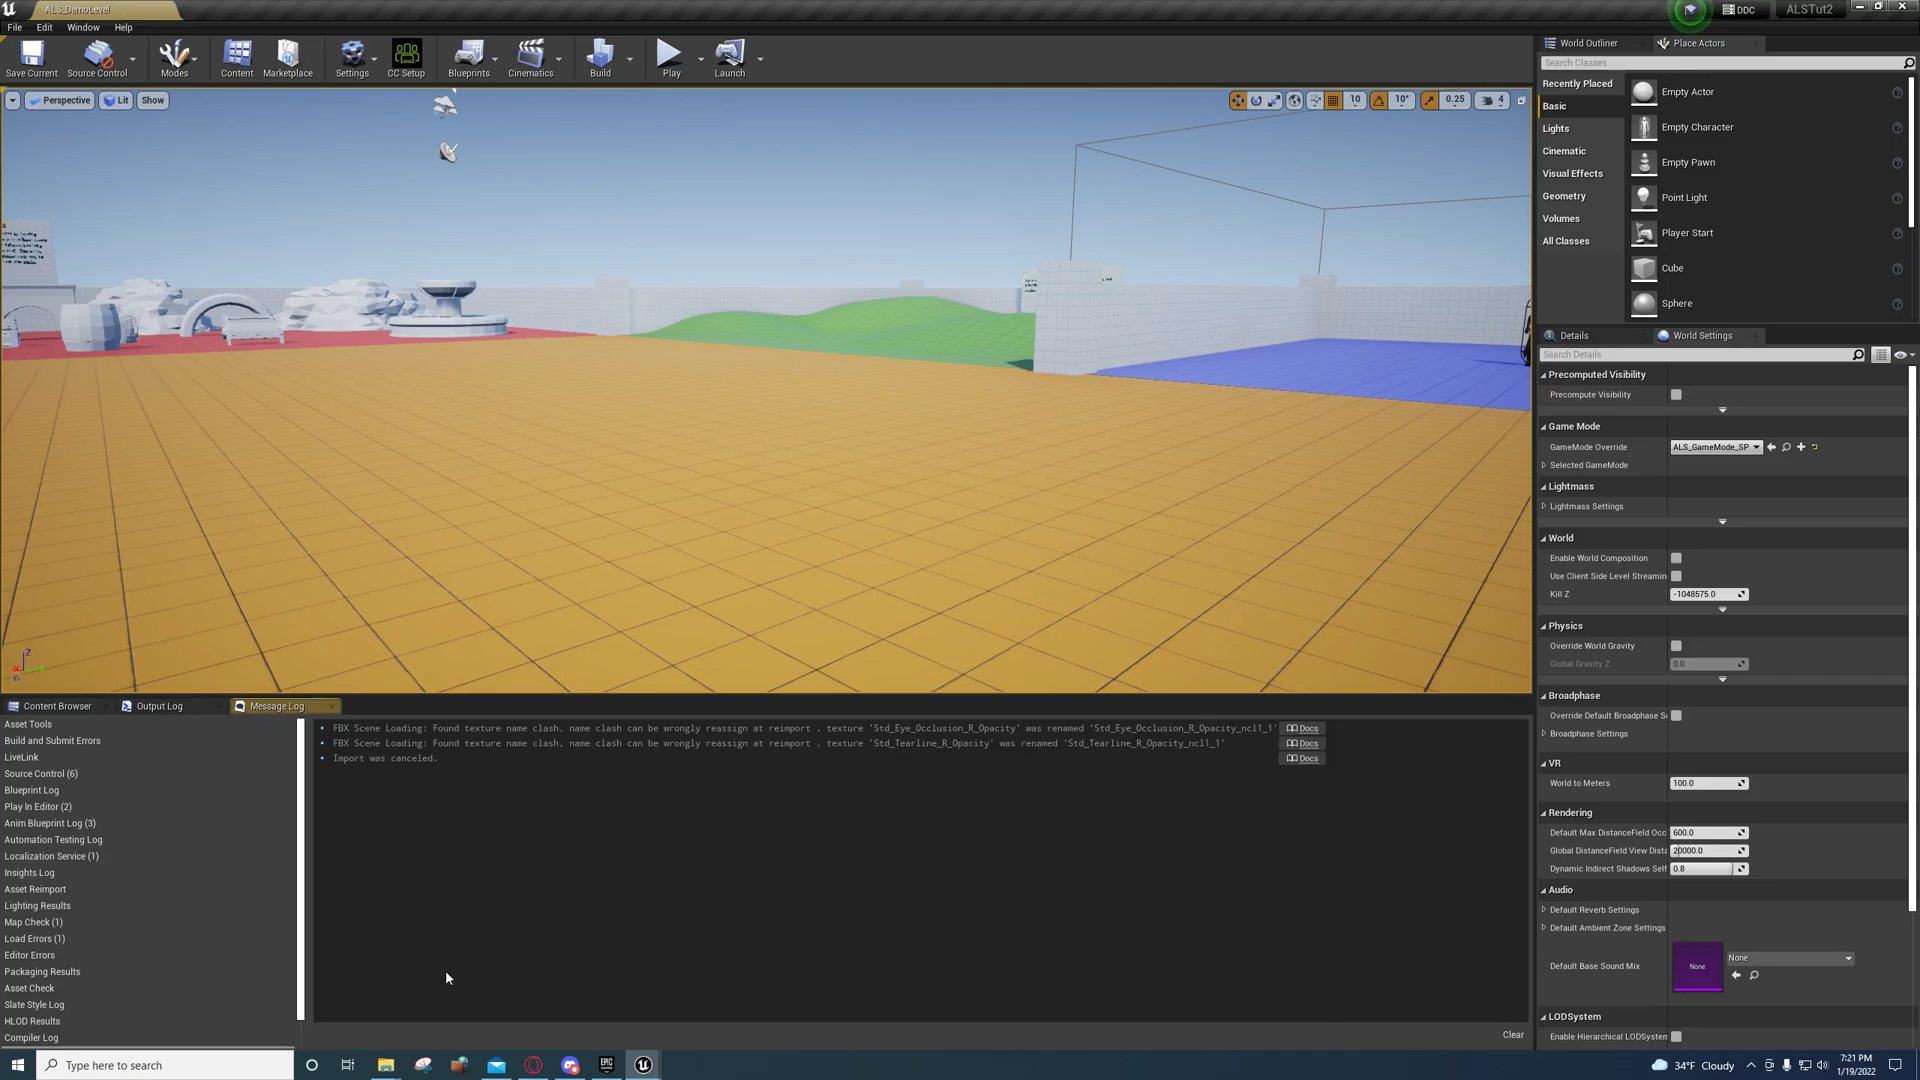 ALS_DemoLevel
DDC
ALSTut2
File Edit Window Help
Save Current
Source Control
Modes
Content
Marketplace
Settings
CC Setup
Blueprints
Cinematics
Build
Play
Launch
Perspective
Lit
Show
10
10°
0.25
4
World Outliner
Place Actors
Search Classes
Recently Placed
Basic
Lights
Cinematic
Visual Effects
Geometry
Volumes
All Classes
Empty Actor
Empty Character
Empty Pawn
Point Light
Player Start
Cube
Sphere
Details
World Settings
Search Details
Precomputed Visibility
Precompute Visibility
Game Mode
GameMode Override ALS_GameMode_SP
Selected GameMode
Lightmass
Lightmass Settings
World
Enable World Composition
Use Client Side Level Streamin
Kill Z -1048575.0
Physics
Override World Gravity
Global Gravity Z 0.0
Broadphase
Override Default Broadphase S
Broadphase Settings
VR
World to Meters 100.0
Rendering
Default Max DistanceField Occ 600.0
Global DistanceField View Dista 20000.0
Dynamic Indirect Shadows Self 0.8
Audio
Default Reverb Settings
Default Ambient Zone Settings
Default Base Sound Mix
None
None
LODSystem
Enable Hierarchical LODSystem
Z
Content Browser
Output Log
Message Log
Asset Tools
Build and Submit Errors
LiveLink
Source Control (6)
Blueprint Log
Play In Editor (2)
Anim Blueprint Log (3)
Automation Testing Log
Localization Service (1)
Insights Log
Asset Reimport
Lighting Results
Map Check (1)
Load Errors (1)
Editor Errors
Packaging Results
Asset Check
Slate Style Log
HLOD Results
Compiler Log
FBX Scene Loading: Found texture name clash, name clash can be wrongly reassign at reimport , texture 'Std_Eye_Occlusion_R_Opacity' was renamed 'Std_Eye_Occlusion_R_Opacity_ncl1_1' Docs
FBX Scene Loading: Found texture name clash, name clash can be wrongly reassign at reimport , texture 'Std_Tearline_R_Opacity' was renamed 'Std_Tearline_R_Opacity_ncl1_1' Docs
Import was canceled. Docs
Clear
Type here to search
EPIC GAMES
34°F Cloudy
7:21 PM
1/19/2022